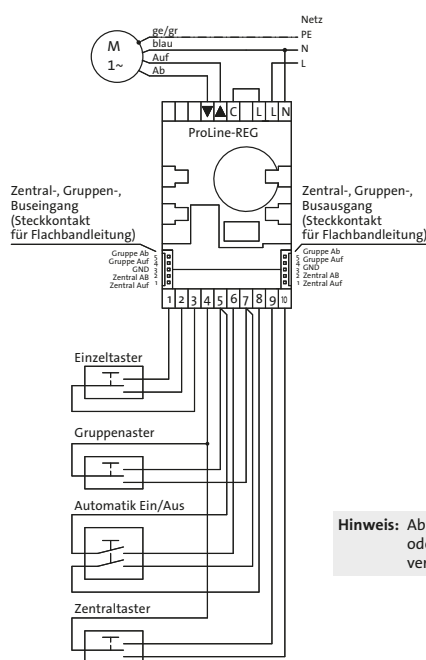 Netz
ge/gr
PE
blau
N
M
1~
Auf
L
Ab
C L L N
ProLine-REG
Zentral-, Gruppen-,
Buseingang
(Steckkontakt
für Flachbandleitung)
Zentral-, Gruppen-,
Busausgang
(Steckkontakt
für Flachbandleitung)
Gruppe Ab 5
Gruppe Auf 4
GND 3
Zentral AB 2
Zentral Auf 1
5 Gruppe Ab
4 Gruppe Auf
3 GND
2 Zentral AB
1 Zentral Auf
1 2 3 4 5 6 7 8 9 10
Einzeltaster
Gruppenaster
Automatik Ein/Aus
Hinweis: Ab
ode
ver
Zentraltaster